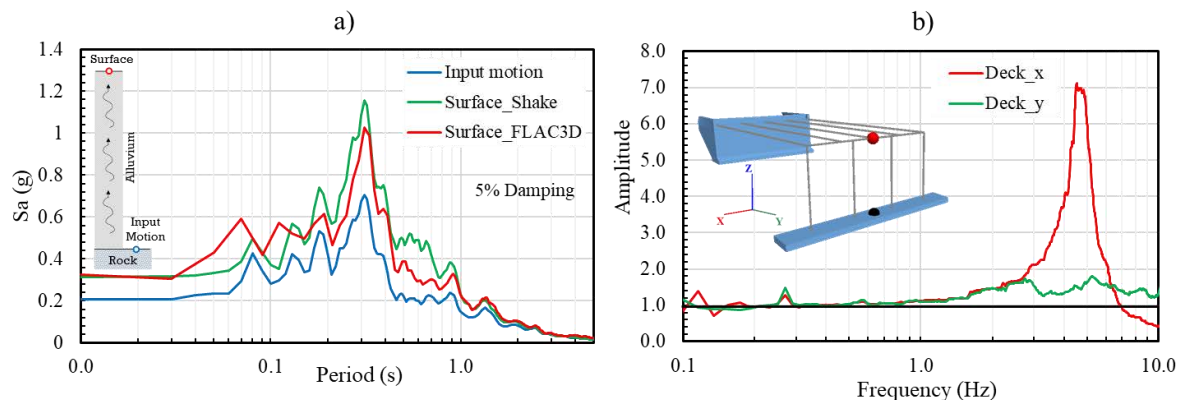 a)
Sa (g)
1.4
1.2
1
0.8
0.6
0.4
0.2
0
0.0
0.1
1.0
Period (s)
Surface
Alluvium
Input
Motion
Rock
Input motion
Surface_Shake
Surface_FLAC3D
5% Damping
b)
Amplitude
8.0
7.0
6.0
5.0
4.0
3.0
2.0
1.0
0.0
0.1
1.0
10.0
Frequency (Hz)
Deck_x
Deck_y
Z
X
Y